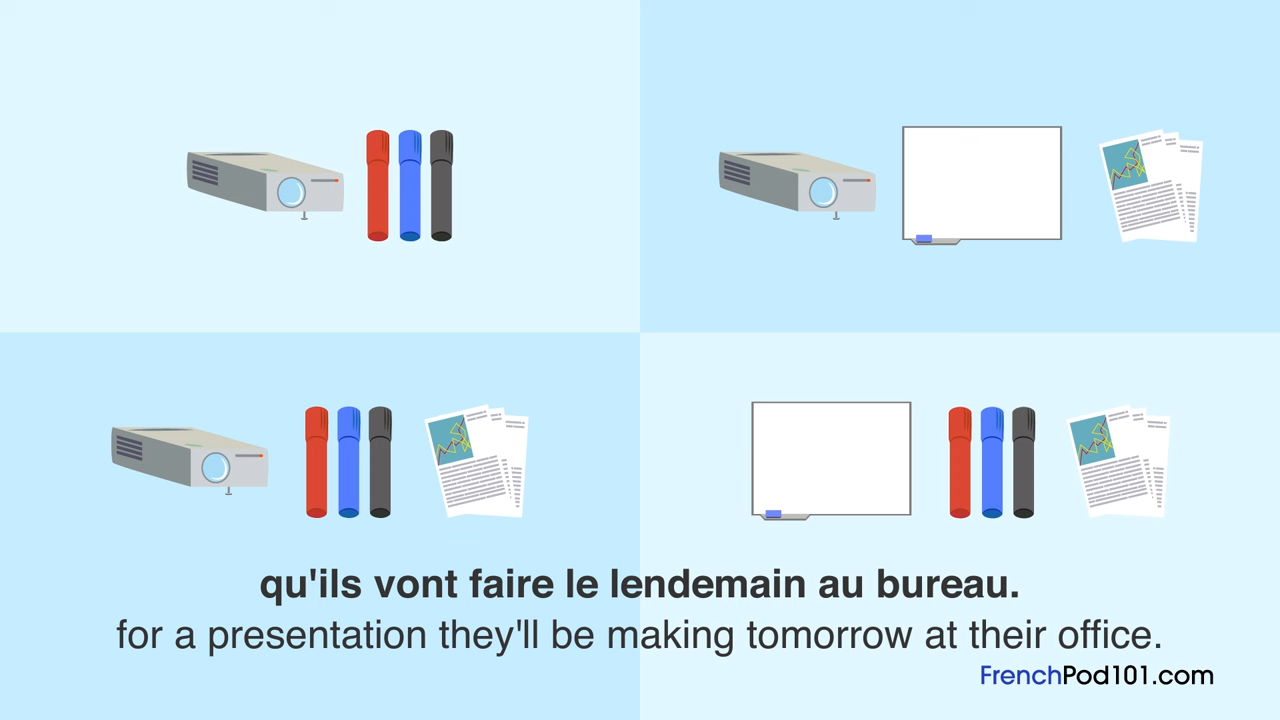 qu'ils vont faire le lendemain au bureau.
for a presentation they'll be making tomorrow at their office.
FrenchPod101.com